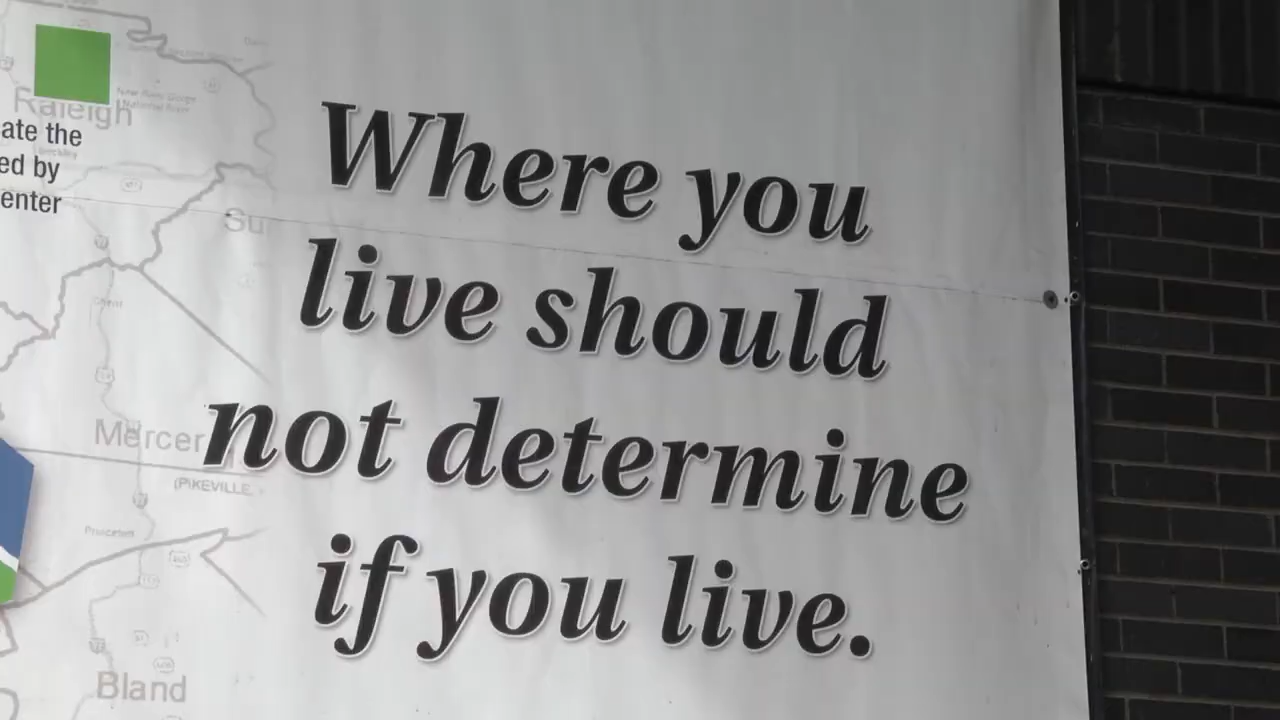 Raleigh
ate the
ed by
enter
Su
Mercer
(PIKEVILLE,
Princeton
Bland
Where you
live should
not determine
if you live.